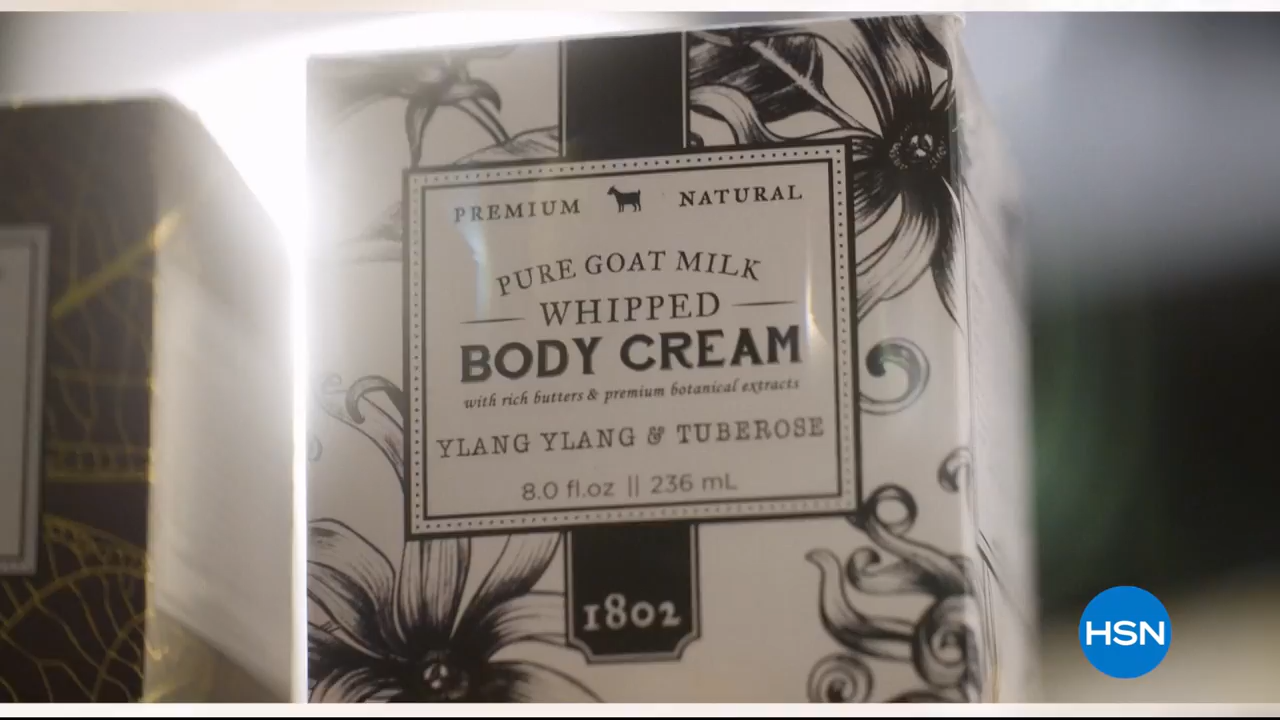 PREMIUM NATURAL
PURE GOAT MILK
WHIPPED
BODY CREAM
with rich butters & premium botanical extracts
YLANG YLANG & TUBEROSE
8.0 fl.oz || 236 mL
1802
HSN